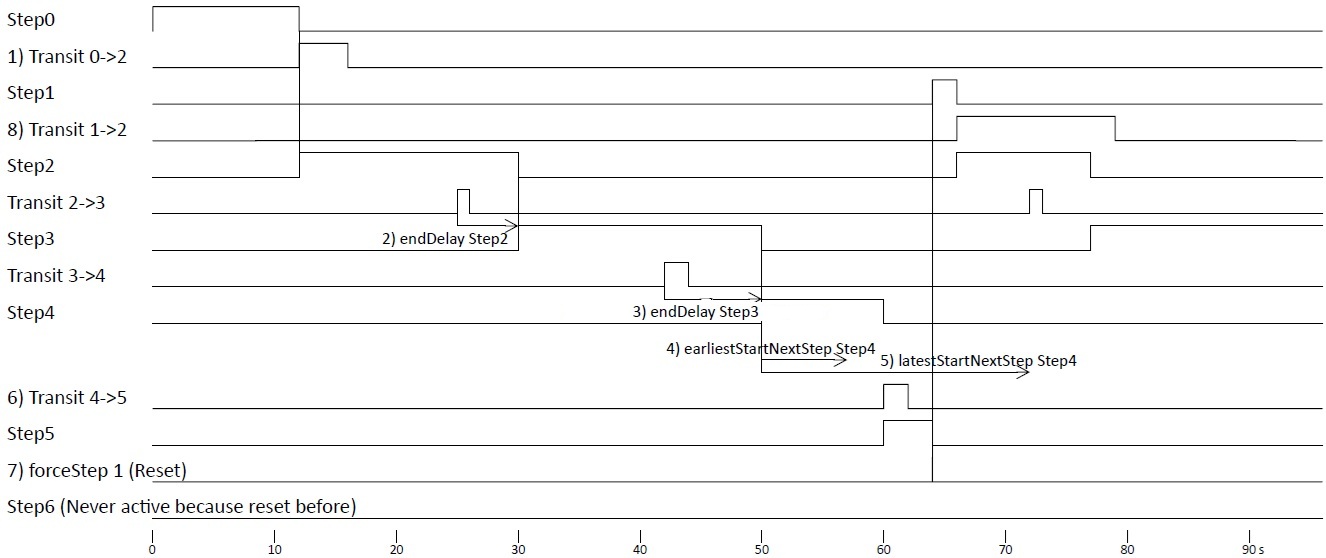 Step0
1) Transit 0->2
Step1
8) Transit 1->2
Step2
Transit 2->3
2) endDelay Step2
Step3
Transit 3->4
3) endDelay Step3
Step4
4) earliestStartNextStep Step4
5) latestStartNextStep Step4
6) Transit 4->5
Step5
7) forceStep 1 (Reset)
Step6 (Never active because reset before)
0 10 20 30 40 50 60 70 80 90 s